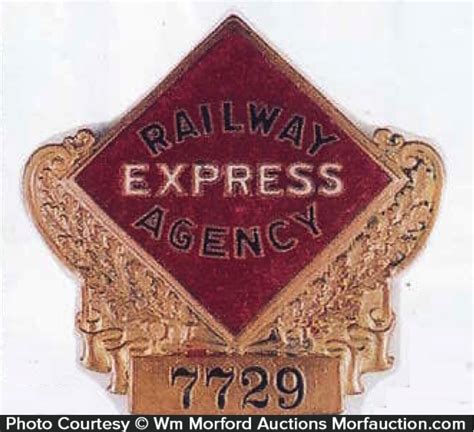 RAILWAY
EXPRESS
AGENCY
7729
Photo Courtesy © Wm Morford Auctions Morfauction.com